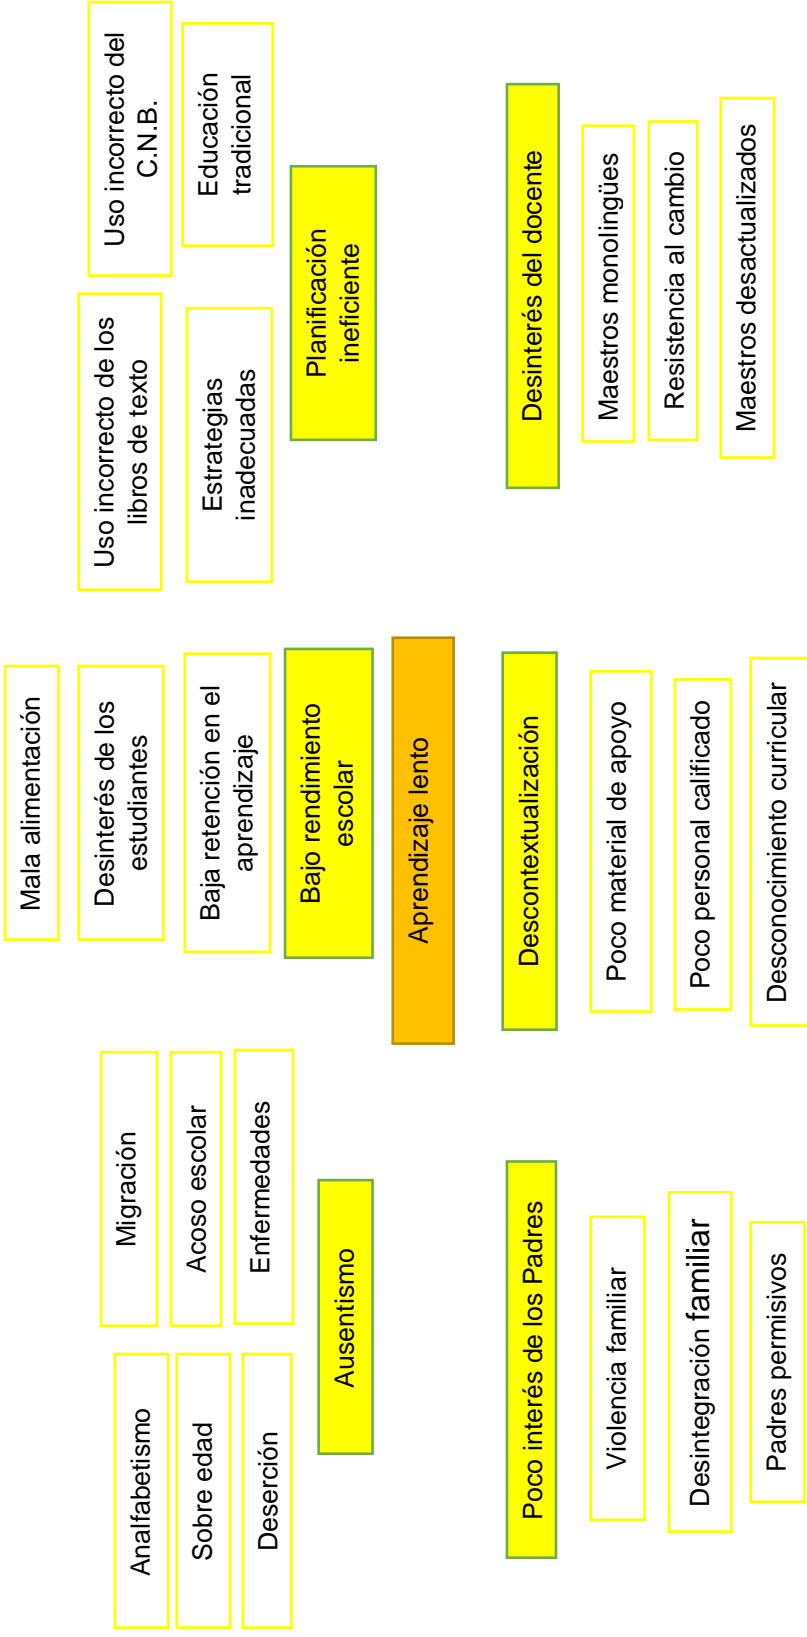 Mala alimentación
Analfabetismo
Migración
Desinterés de los
estudiantes
Uso incorrecto de los
libros de texto
Uso incorrecto del
C.N.B.
Sobre edad
Acoso escolar
Baja retención en el
aprendizaje
Estrategias
inadecuadas
Educación
tradicional
Deserción
Enfermedades
Ausentismo
Bajo rendimiento
escolar
Planificación
ineficiente
Aprendizaje lento
Poco interés de los Padres
Descontextualización
Desinterés del docente
Violencia familiar
Poco material de apoyo
Maestros monolingües
Desintegración familiar
Poco personal calificado
Resistencia al cambio
Padres permisivos
Desconocimiento curricular
Maestros desactualizados